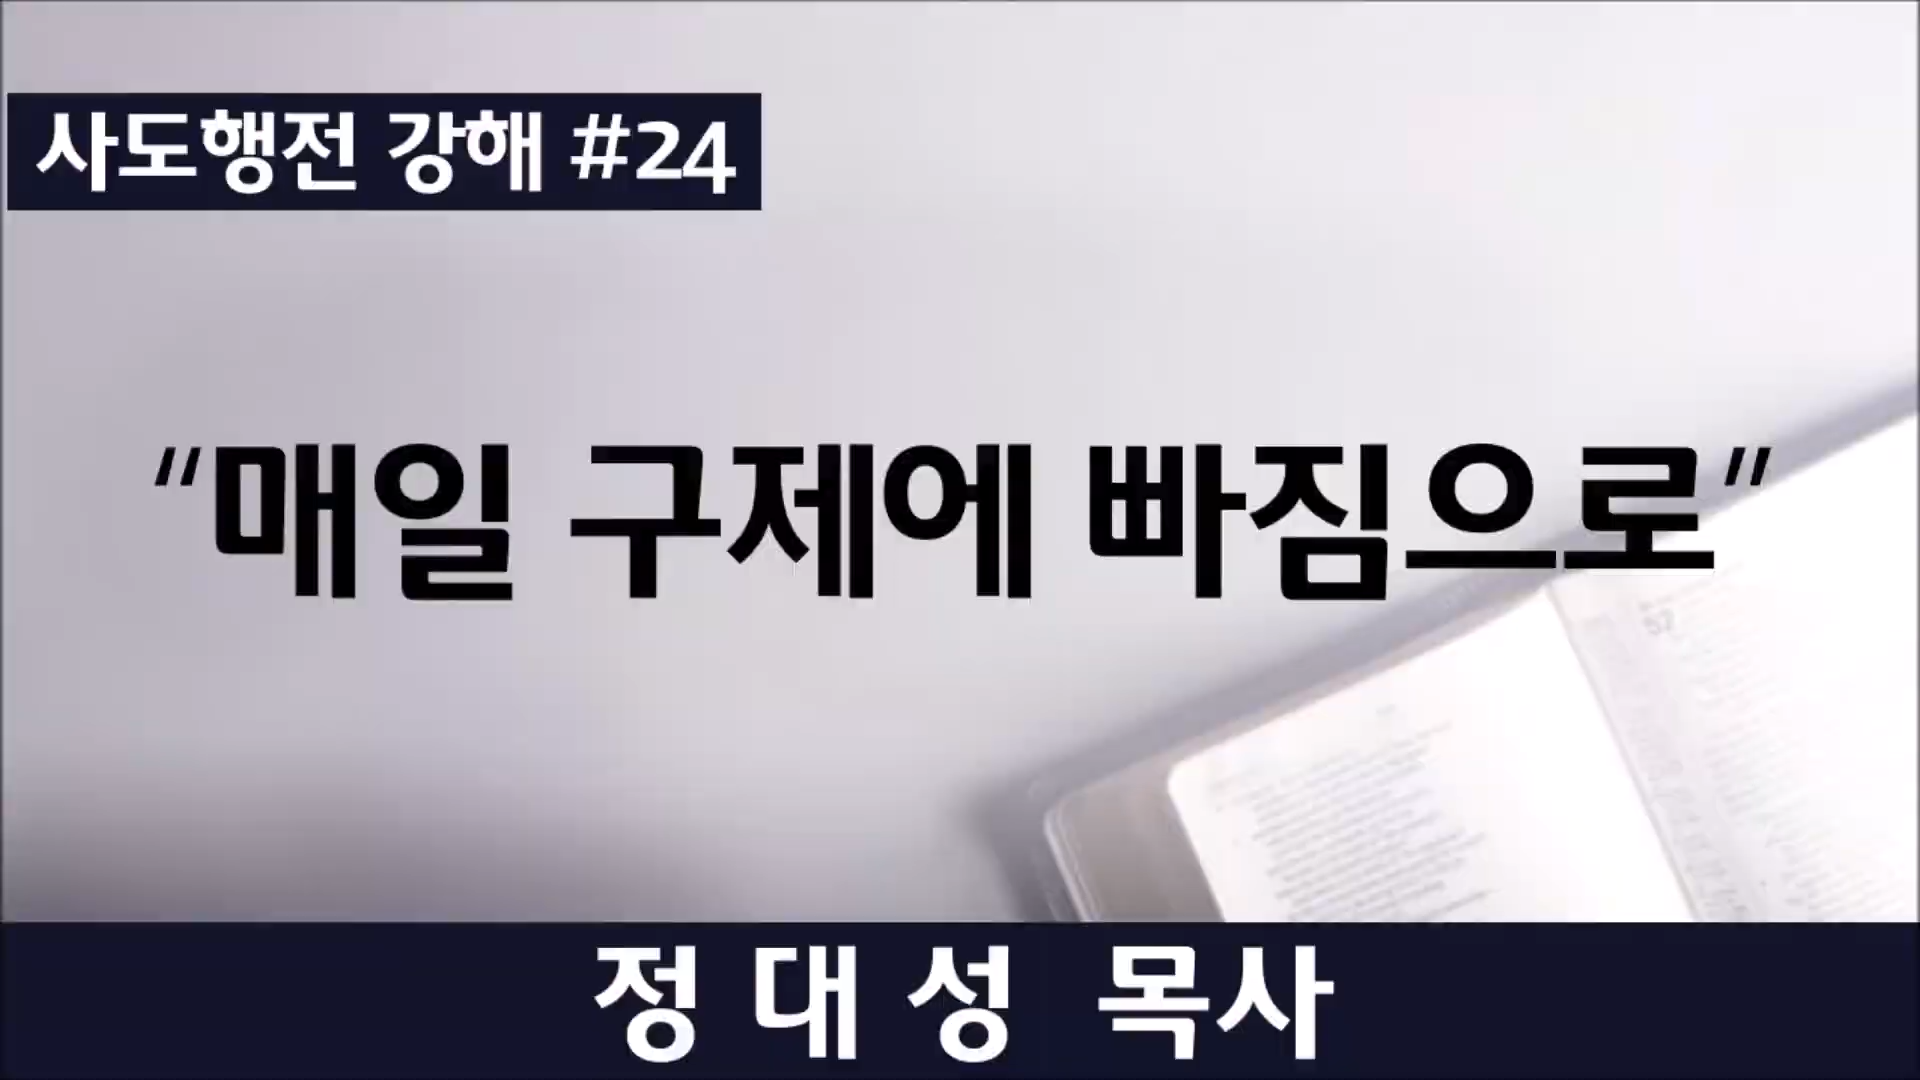 사도행전 강해 #24
"매일 구제에 빠짐으로"
정대성 목사